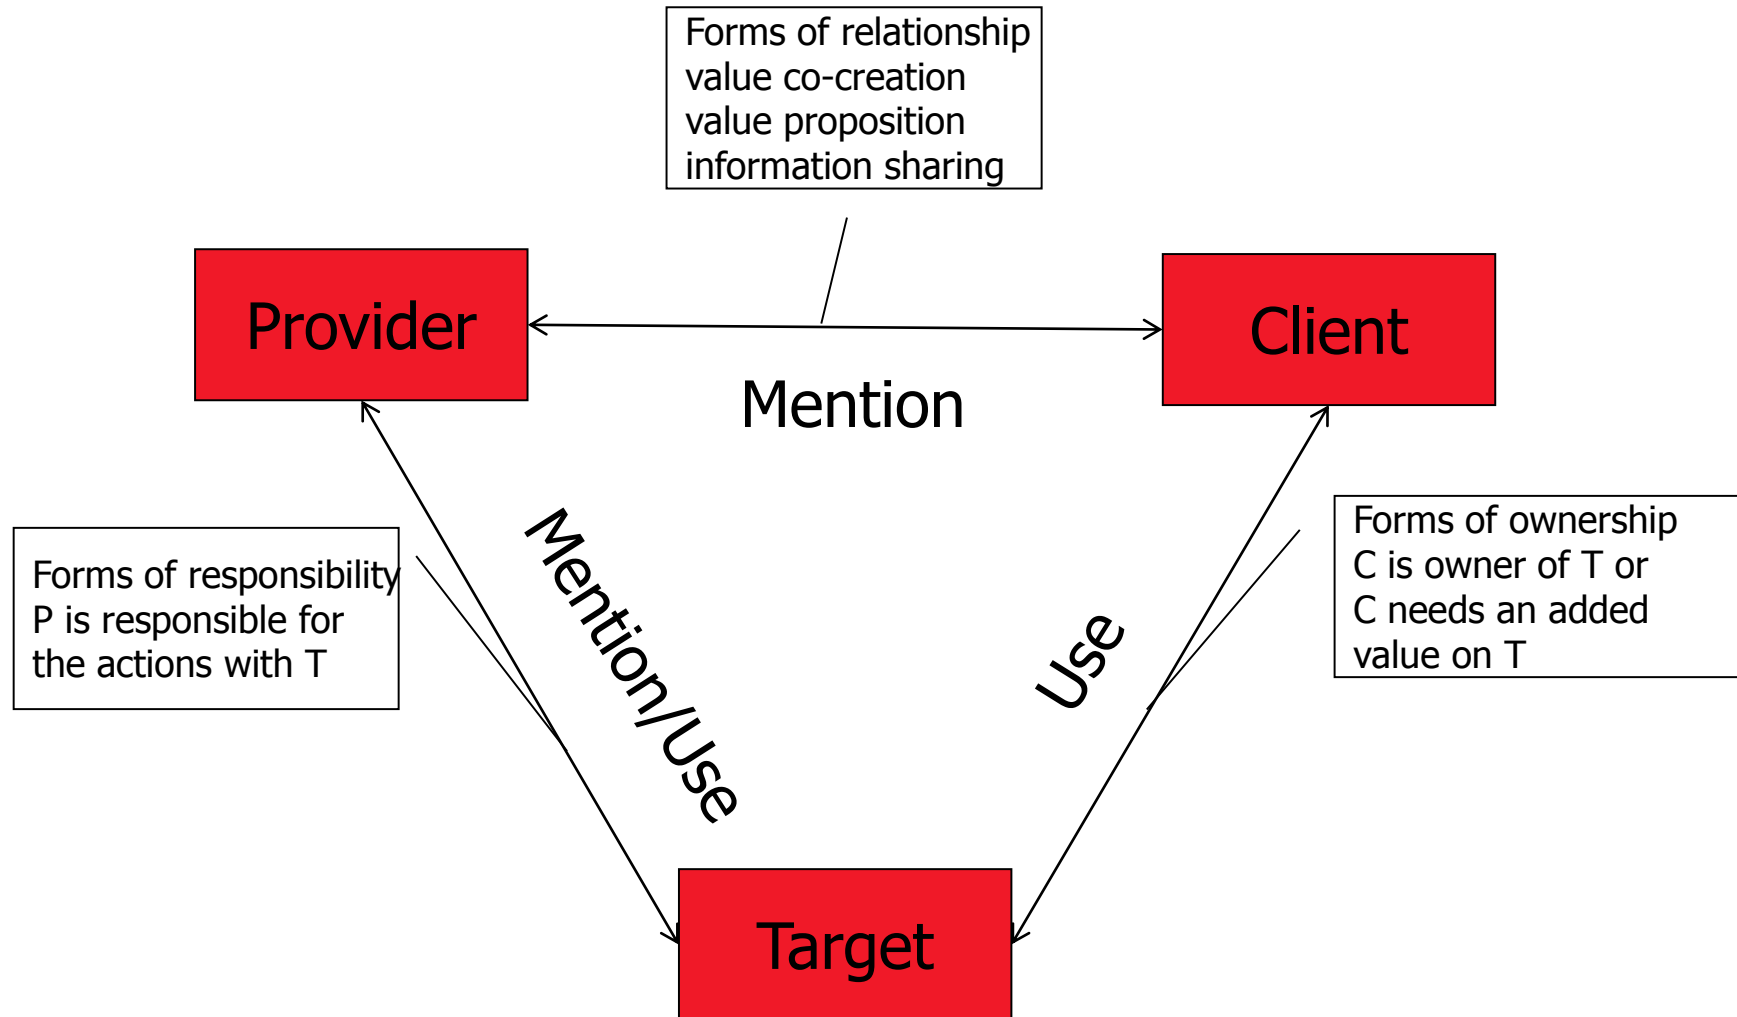 Forms of relationship
value co-creation
value proposition
information sharing
Provider
Client
Mention
Forms of responsibility
P is responsible for
the actions with T
Mention/Use
Use
Forms of ownership
C is owner of T or
C needs an added
value on T
Target